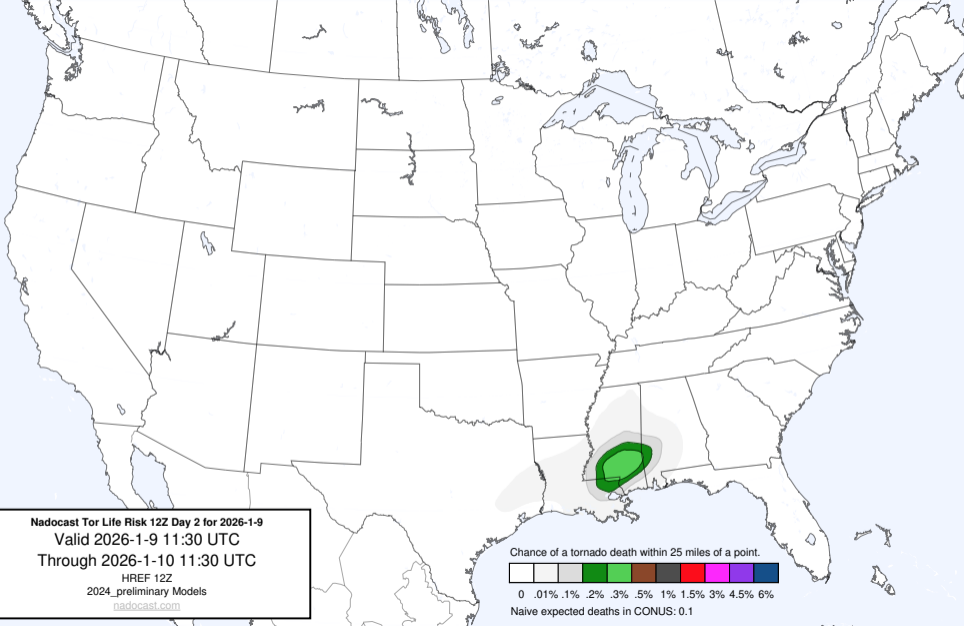 Nadocast Tor Life Risk 12Z Day 2 for 2026-1-9
Valid 2026-1-9 11:30 UTC
Through 2026-1-10 11:30 UTC
HREF 12Z
2024_preliminary Models
nadocast.com
Chance of a tornado death within 25 miles of a point.
0 .01% .1% .2% .3% .5% 1% 1.5% 3% 4.5% 6%
Naive expected deaths in CONUS: 0.1